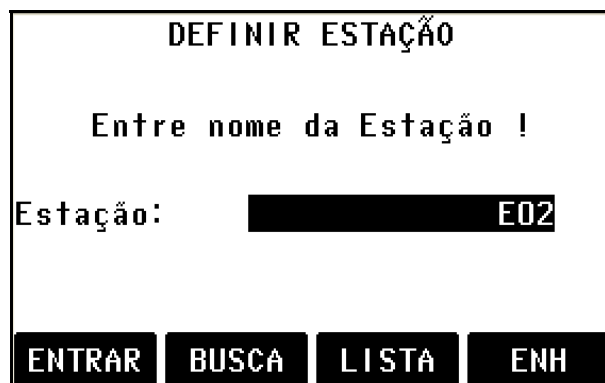 DEFINIR ESTAÇÃO
Entre nome da Estação !
Estação: E02
ENTRAR BUSCA LISTA ENH